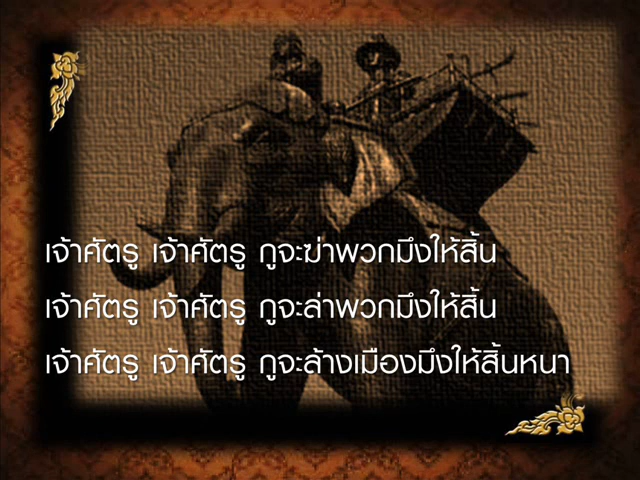 เจ้าศัตรู เจ้าศัตรู กูจะฆ่าพวกมึงให้สิ้น
เจ้าศัตรู เจ้าศัตรู กูจะล่าพวกมึงให้สิ้น
เจ้าศัตรู เจ้าศัตรู กูจะล้างเมืองมึงให้สิ้นหนา